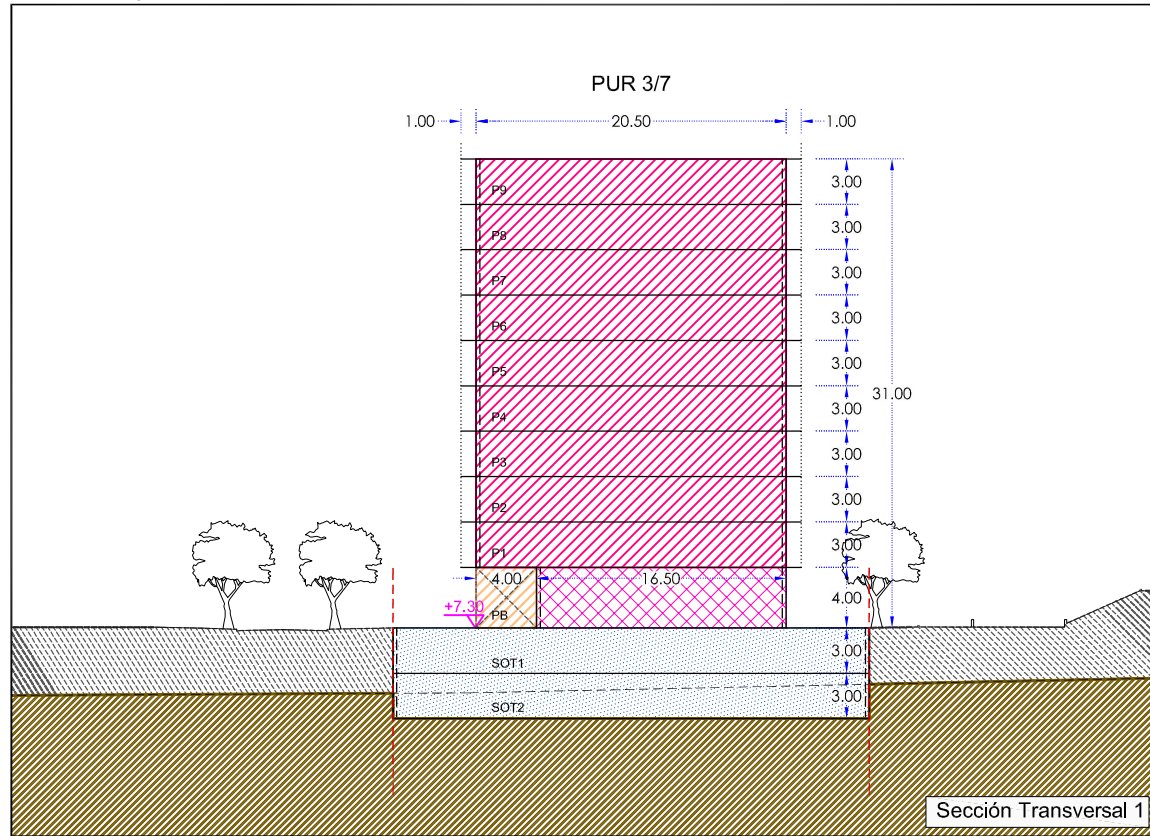 PUR 3/7
1.00 20.50 1.00
P9 3.00
P8 3.00
P7 3.00
P6 3.00
P5 3.00
31.00
P4 3.00
P3 3.00
P2 3.00
P1 3.00
4.00 16.50
+7.30 PB 4.00
SOT1 3.00
SOT2 3.00
Sección Transversal 1